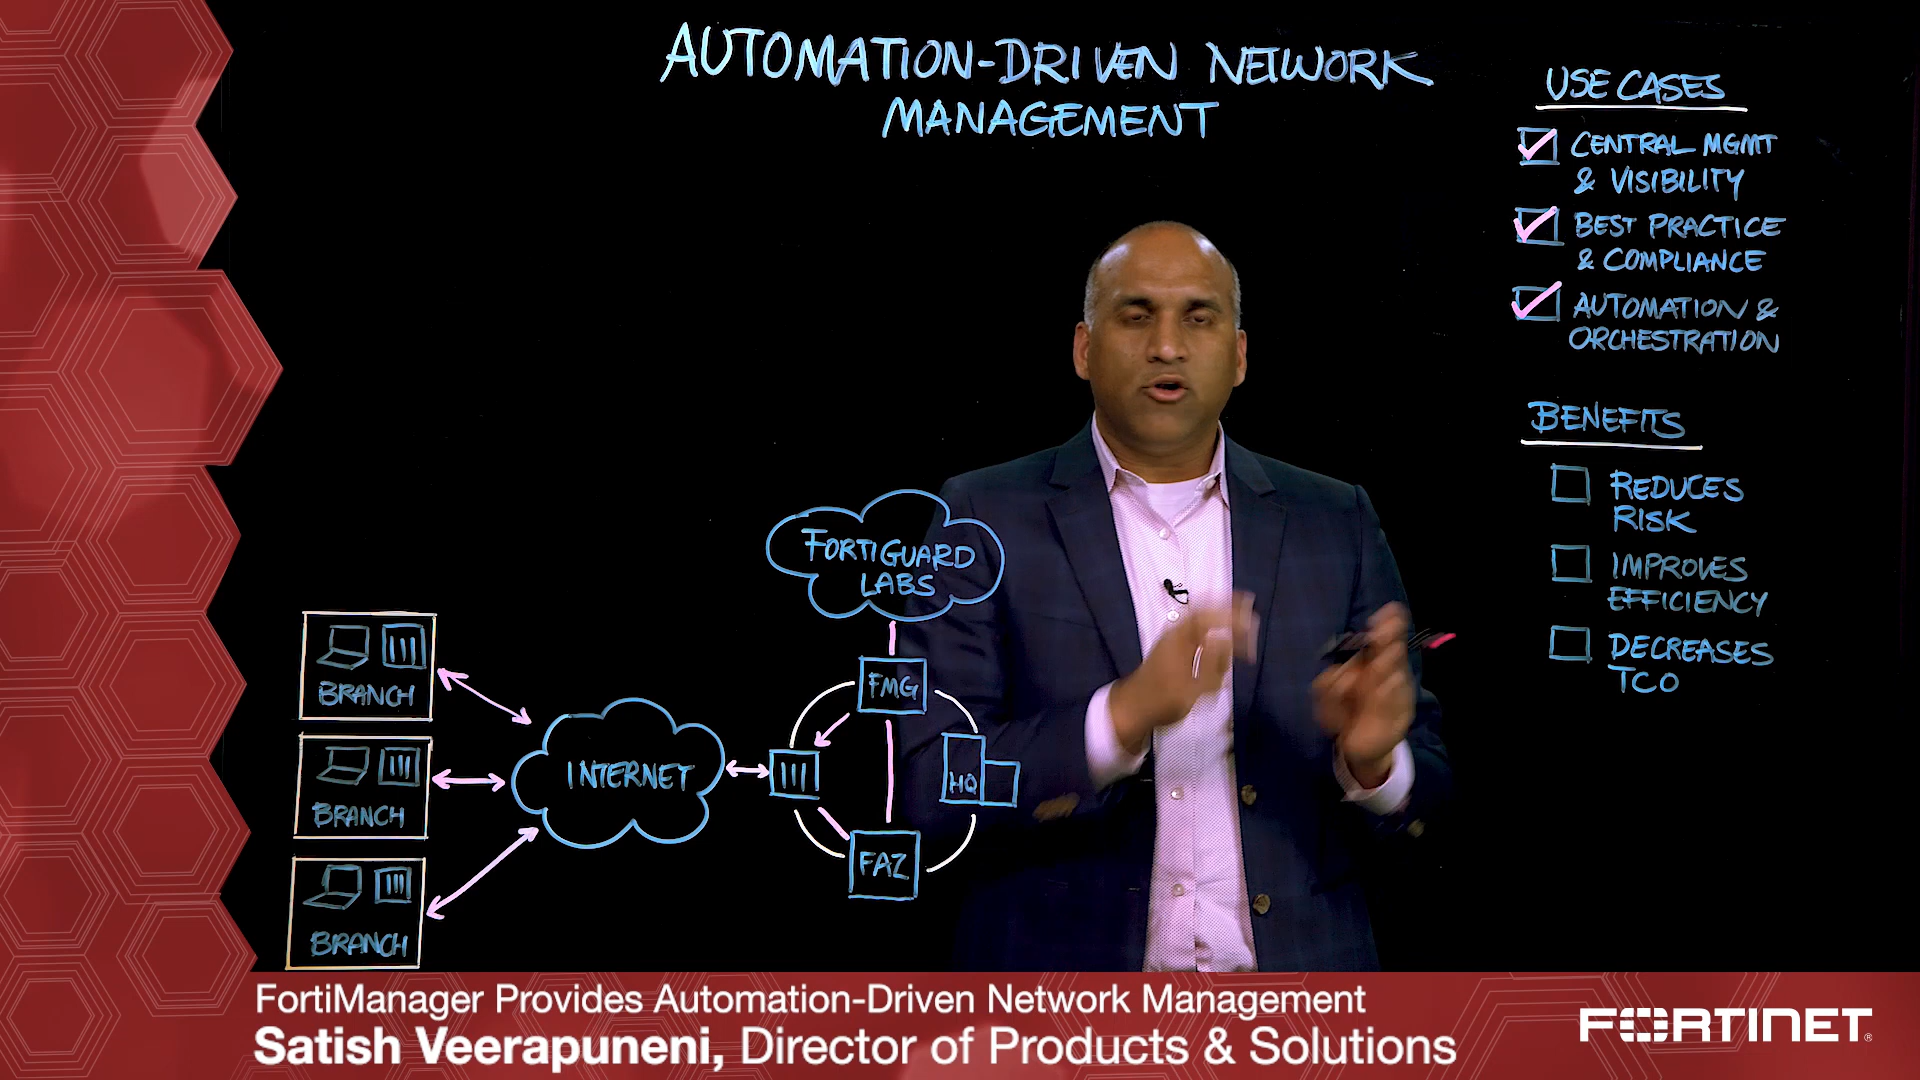 AUTOMATION-DRIVEN NETWORK
MANAGEMENT
USE CASES
CENTRAL MGMT
& VISIBILITY
BEST PRACTICE
& COMPLIANCE
AUTOMATION &
ORCHESTRATION
BENEFITS
REDUCES
RISK
IMPROVES
EFFICIENCY
DECREASES
TCO
FORTIGUARD
LABS
FMG
HQ
FAZ
INTERNET
BRANCH
BRANCH
BRANCH
FortiManager Provides Automation-Driven Network Management
Satish Veerapuneni, Director of Products & Solutions
FORTINET®